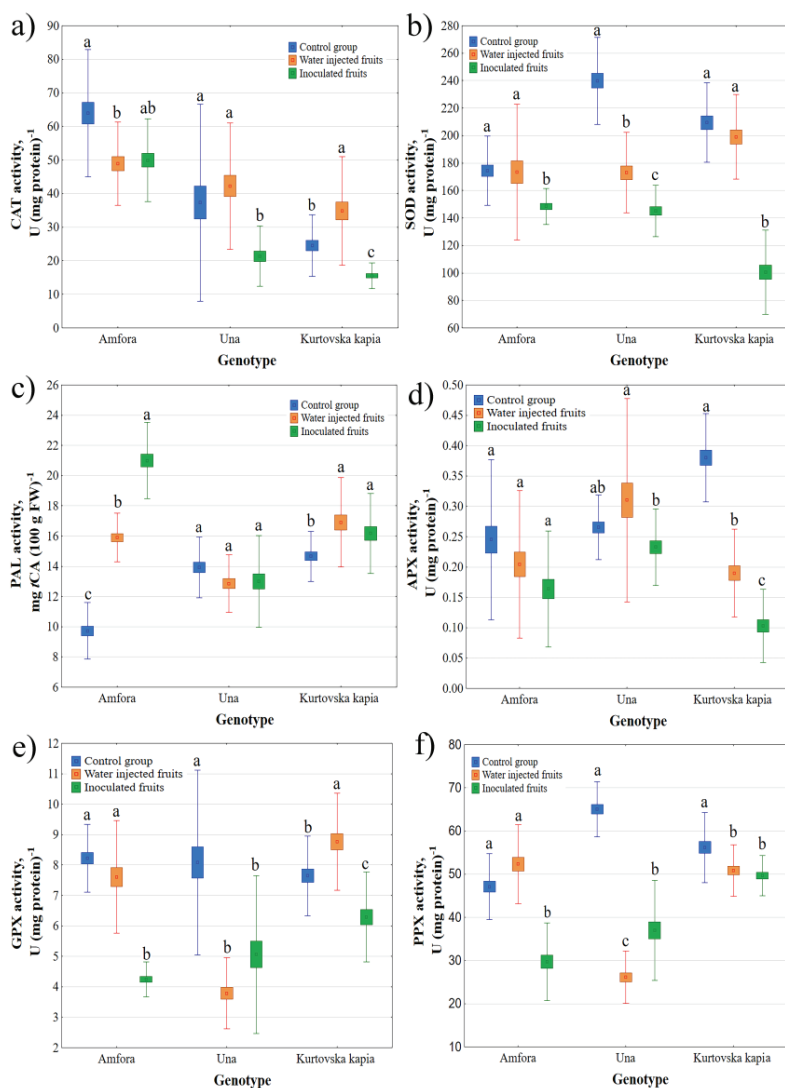 a)
CAT activity,
U (mg protein)-1
90
80
70
60
50
40
30
20
10
0
Control group
Water injected fruits
Inoculated fruits
a
b
ab
a
a
b
b
a
c
Amfora
Una
Kurtovska kapia
Genotype
b)
SOD activity,
U (mg protein)-1
280
260
240
220
200
180
160
140
120
100
80
60
Control group
Water injected fruits
Inoculated fruits
a
a
b
a
b
c
a
a
b
Amfora
Una
Kurtovska kapia
Genotype
c)
PAL activity,
mg tCA (100 g FW)-1
26
24
22
20
18
16
14
12
10
8
6
Control group
Water injected fruits
Inoculated fruits
c
b
a
a
a
a
b
a
a
Amfora
Una
Kurtovska kapia
Genotype
d)
APX activity,
U (mg protein)-1
0.50
0.45
0.40
0.35
0.30
0.25
0.20
0.15
0.10
0.05
0.00
Control group
Water injected fruits
Inoculated fruits
a
a
a
ab
a
b
a
b
c
Amfora
Una
Kurtovska kapia
Genotype
e)
GPX activity,
U (mg protein)-1
12
11
10
9
8
7
6
5
4
3
2
Control group
Water injected fruits
Inoculated fruits
a
a
b
a
b
b
b
a
c
Amfora
Una
Kurtovska kapia
Genotype
f)
PPX activity,
U (mg protein)-1
80
70
60
50
40
30
20
10
Control group
Water injected fruits
Inoculated fruits
a
a
b
a
c
b
a
b
b
Amfora
Una
Kurtovska kapia
Genotype